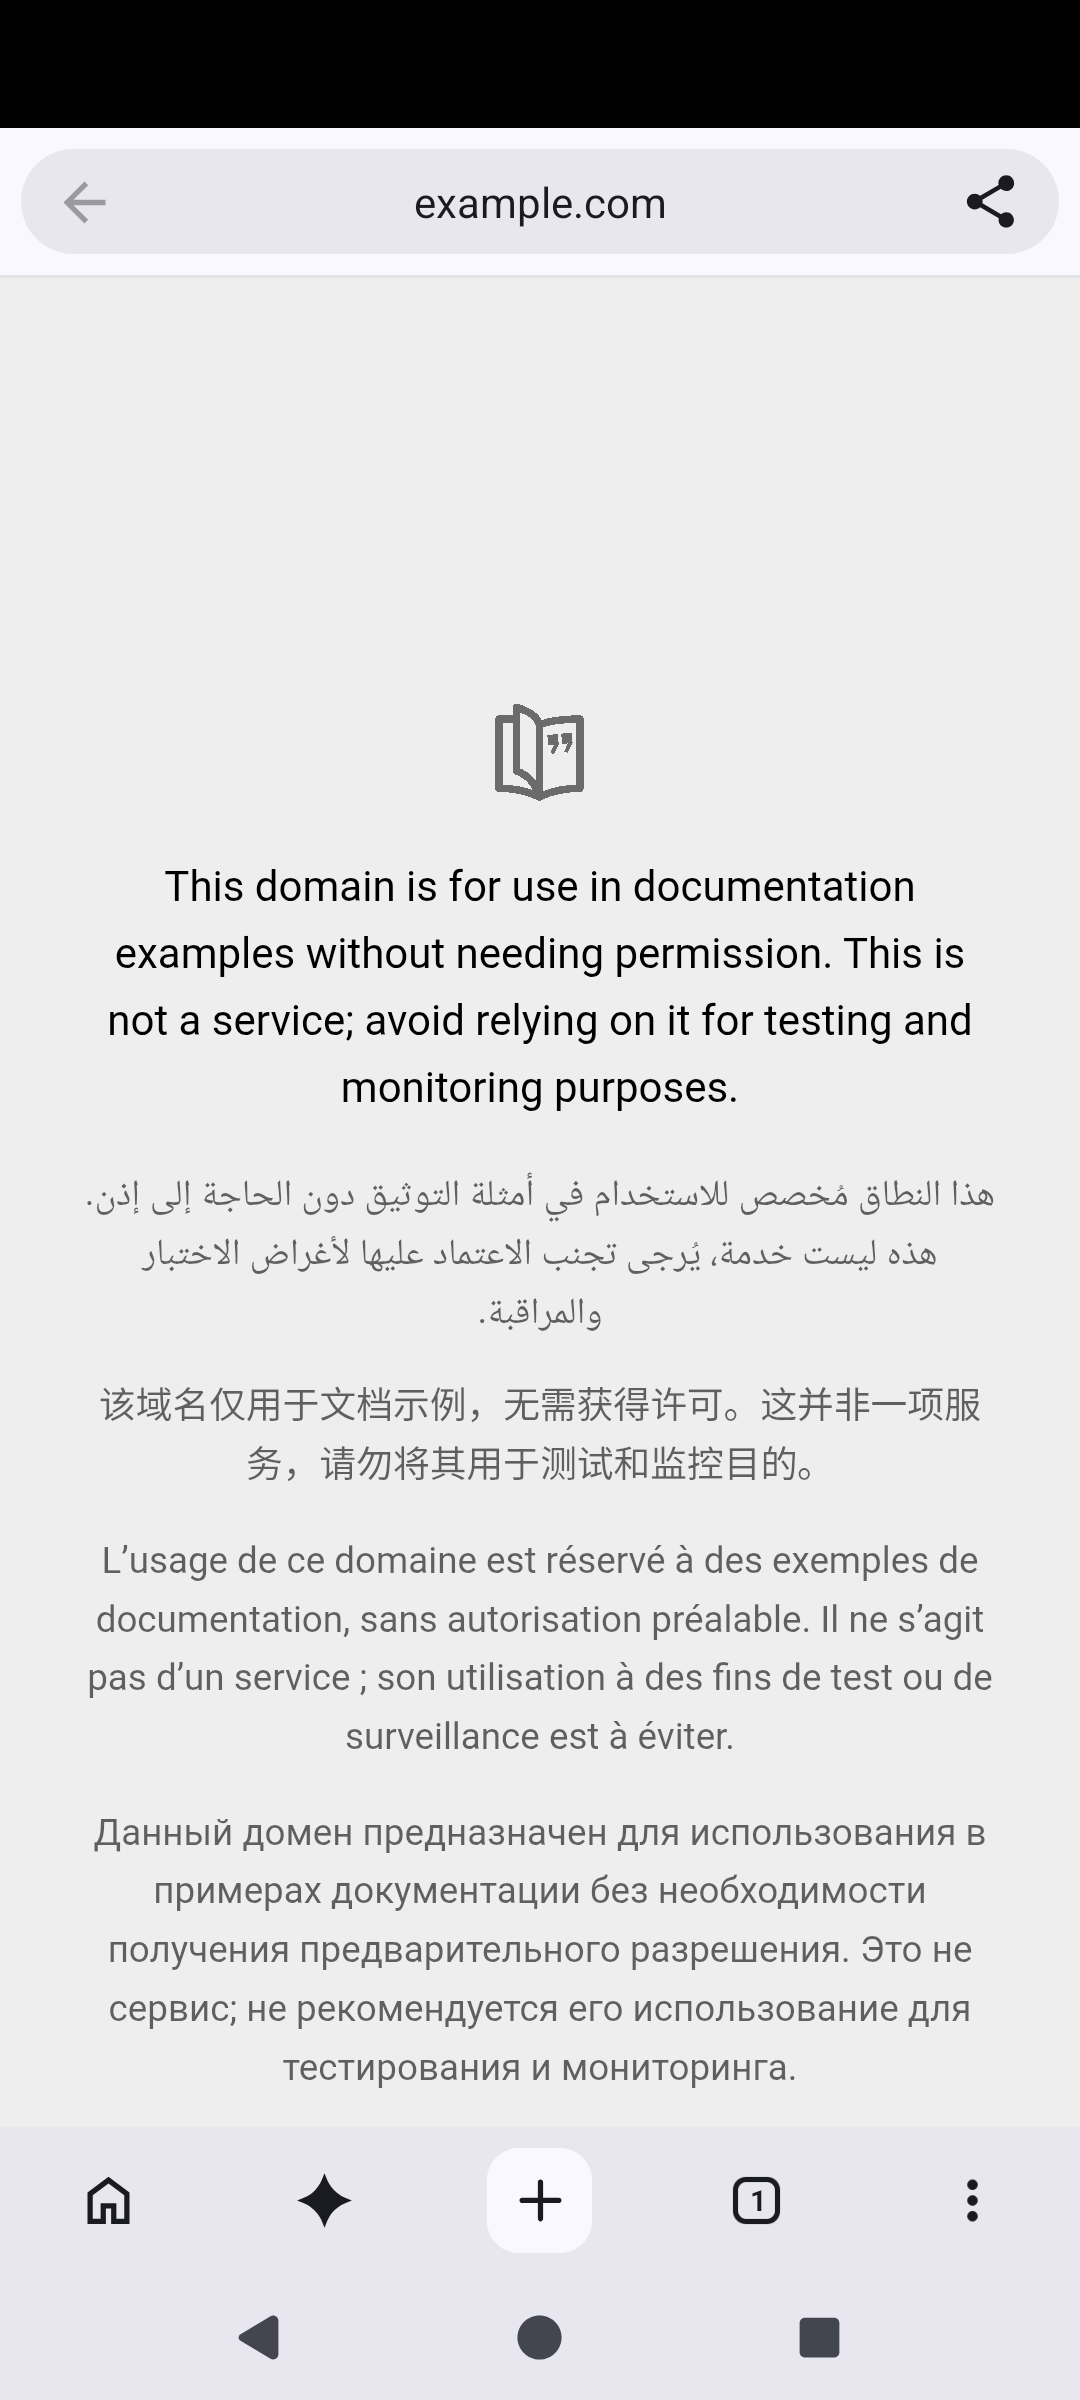 example.com
This domain is for use in documentation
examples without needing permission. This is
not a service; avoid relying on it for testing and
monitoring purposes.
هذا النطاق مُخصص للاستخدام في أمثلة التوثيق دون الحاجة إلى إذن.
هذه ليست خدمة، يُرجى تجنب الاعتماد عليها لأغراض الاختبار
والمراقبة.
该域名仅用于文档示例，无需获得许可。这并非一项服
务，请勿将其用于测试和监控目的。
L’usage de ce domaine est réservé à des exemples de
documentation, sans autorisation préalable. Il ne s’agit
pas d’un service ; son utilisation à des fins de test ou de
surveillance est à éviter.
Данный домен предназначен для использования в
примерах документации без необходимости
получения предварительного разрешения. Это не
сервис; не рекомендуется его использование для
тестирования и мониторинга.
1